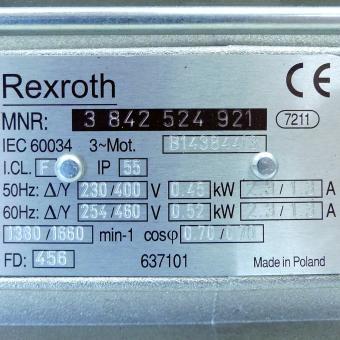 Rexroth CE
MNR: 3 842 524 921 7211
IEC 60034 3~Mot.
I.CL. F IP 55
50Hz: Δ/Y 230/400 V 0.45 kW A
60Hz: Δ/Y 254/460 V 0.52 kW A
1380/1660 min-1 cosφ 0.70 /
FD: 456 637101 Made in Poland